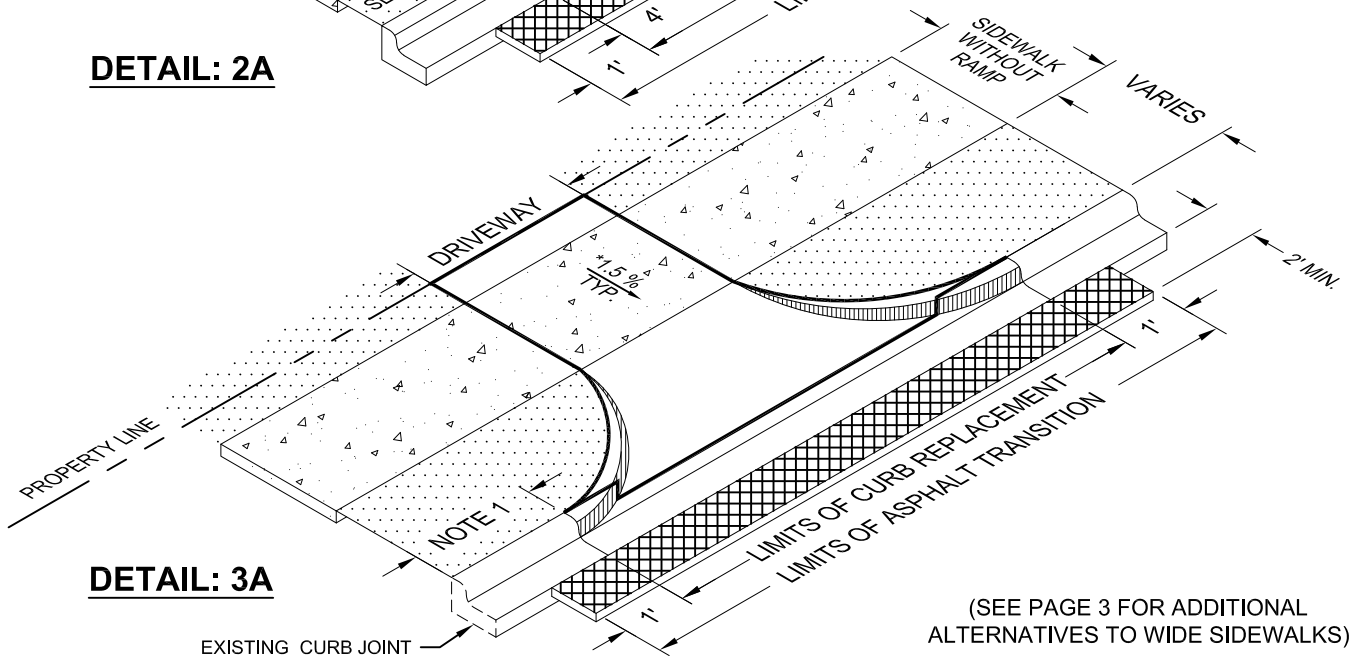 4'
1'
DETAIL: 2A
SIDEWALK
WITHOUT
RAMP
VARIES
DRIVEWAY
*1.5 %
TYP.
2' MIN.
1'
PROPERTY LINE
LIMITS OF CURB REPLACEMENT
LIMITS OF ASPHALT TRANSITION
NOTE 1
DETAIL: 3A
1'
EXISTING CURB JOINT
(SEE PAGE 3 FOR ADDITIONAL
ALTERNATIVES TO WIDE SIDEWALKS)